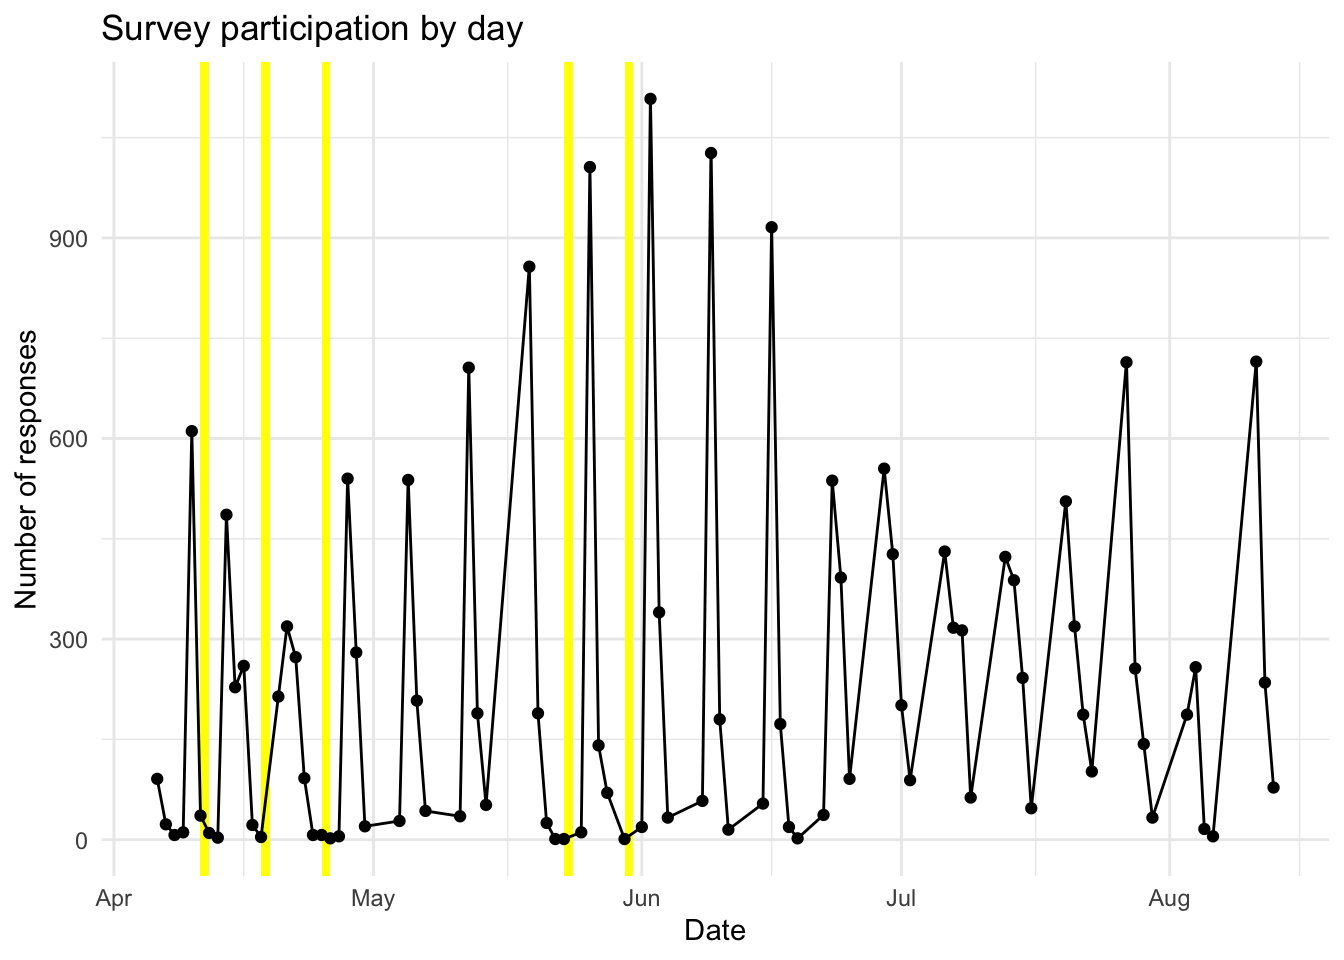 Survey participation by day
Number of responses
900
600
300
0
Apr
May
Jun
Jul
Aug
Date